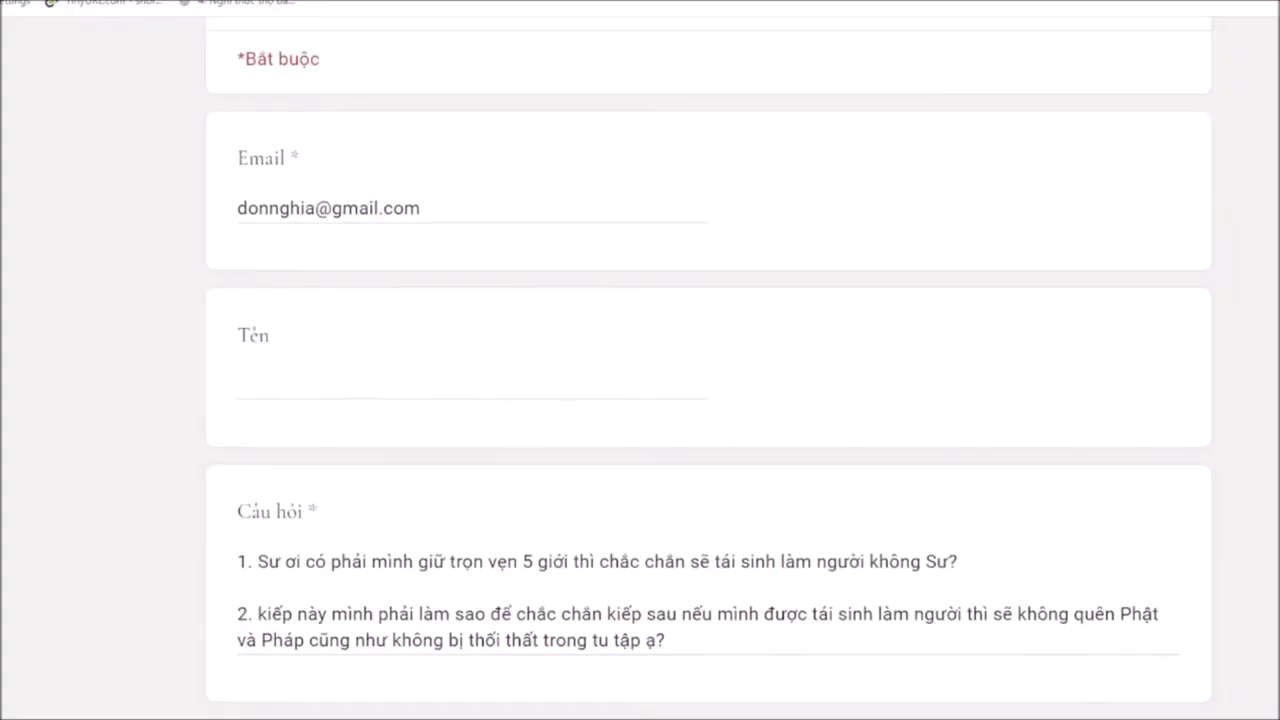 *Bắt buộc
Email *
donnghia@gmail.com
Tên
Câu hỏi *
1. Sư ơi có phải mình giữ trọn vẹn 5 giới thì chắc chắn sẽ tái sinh làm người không Sư?
2. kiếp này mình phải làm sao để chắc chắn kiếp sau nếu mình được tái sinh làm người thì sẽ không quên Phật
và Pháp cũng như không bị thối thất trong tu tập ạ?